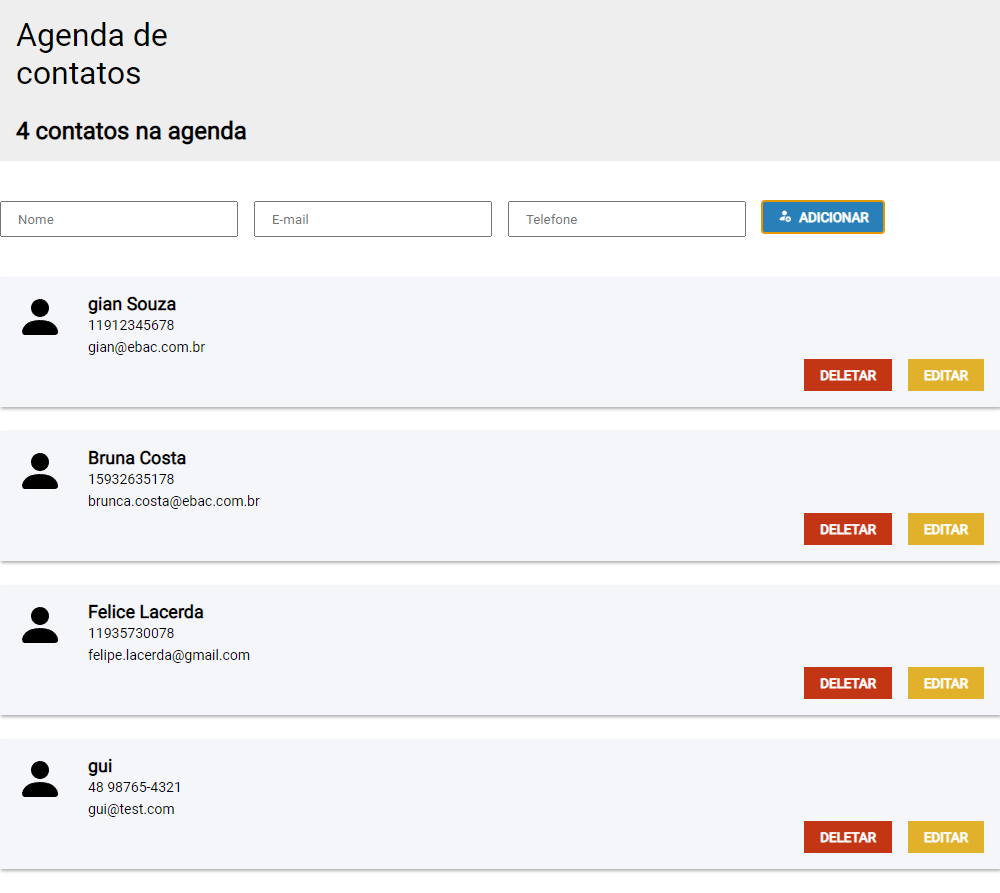 Agenda de
contatos
4 contatos na agenda
Nome E-mail Telefone ADICIONAR
gian Souza
11912345678
gian@ebac.com.br
DELETAR EDITAR
Bruna Costa
15932635178
brunca.costa@ebac.com.br
DELETAR EDITAR
Felice Lacerda
11935730078
felipe.lacerda@gmail.com
DELETAR EDITAR
gui
48 98765-4321
gui@test.com
DELETAR EDITAR